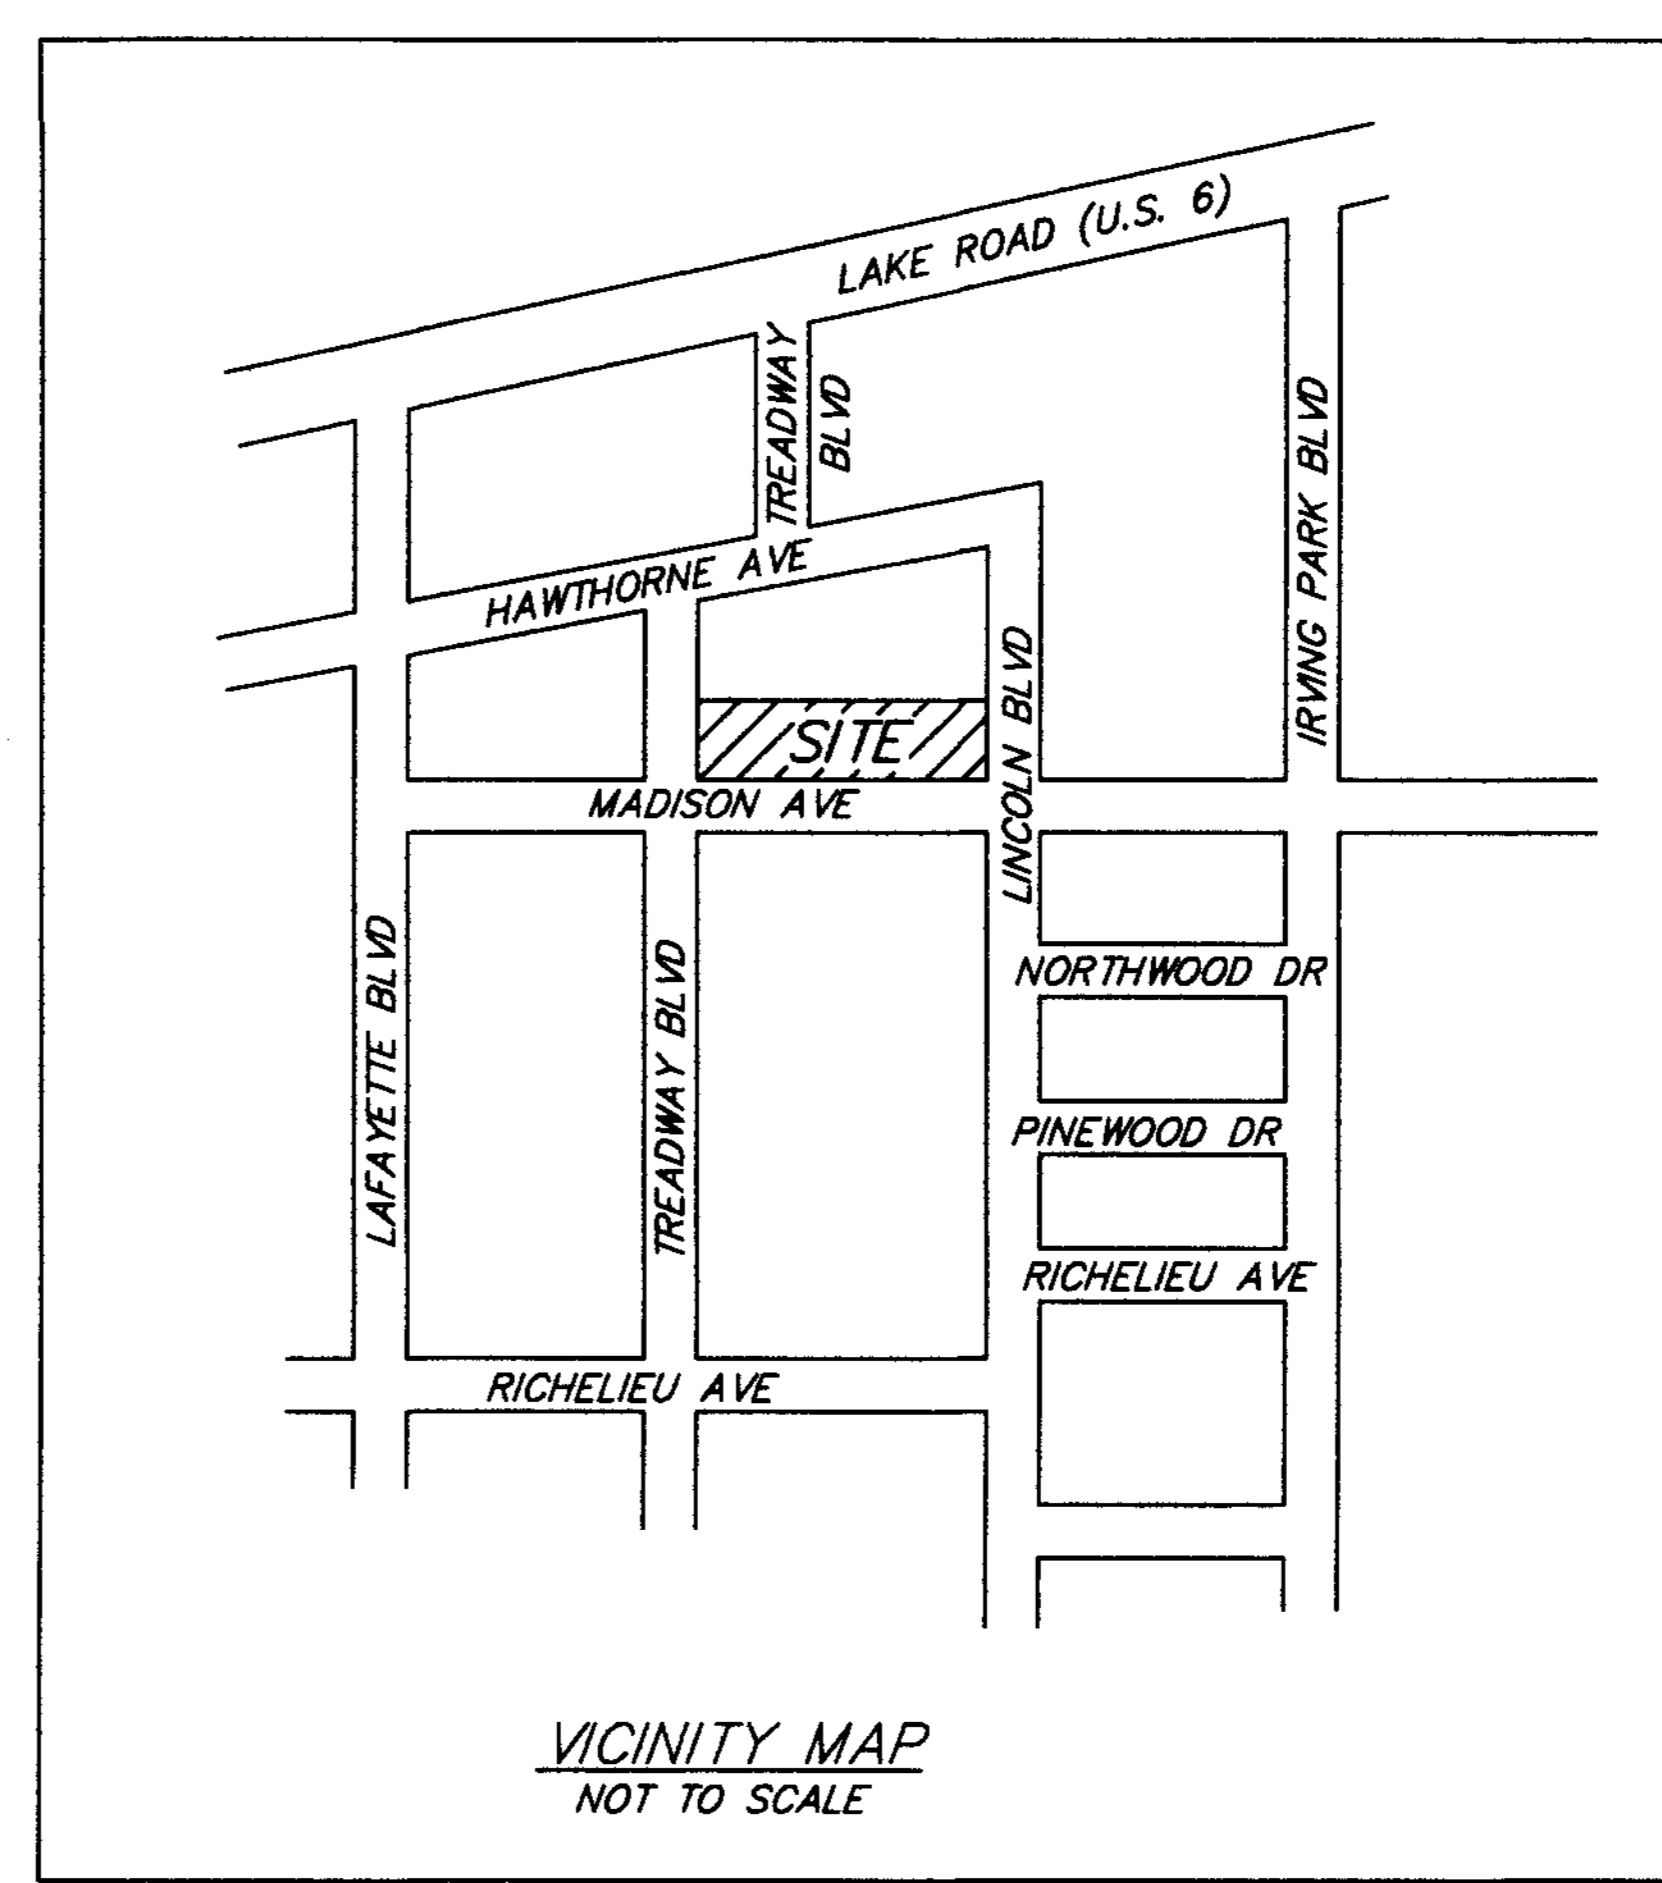 LAKE ROAD (U.S. 6)
TREADWAY
BLVD
IRVING PARK BLVD
HAWTHORNE AVE
LINCOLN BLVD
SITE
MADISON AVE
LAFAYETTE BLVD
TREADWAY BLVD
NORTHWOOD DR
PINEWOOD DR
RICHELIEU AVE
RICHELIEU AVE
VICINITY MAP
NOT TO SCALE